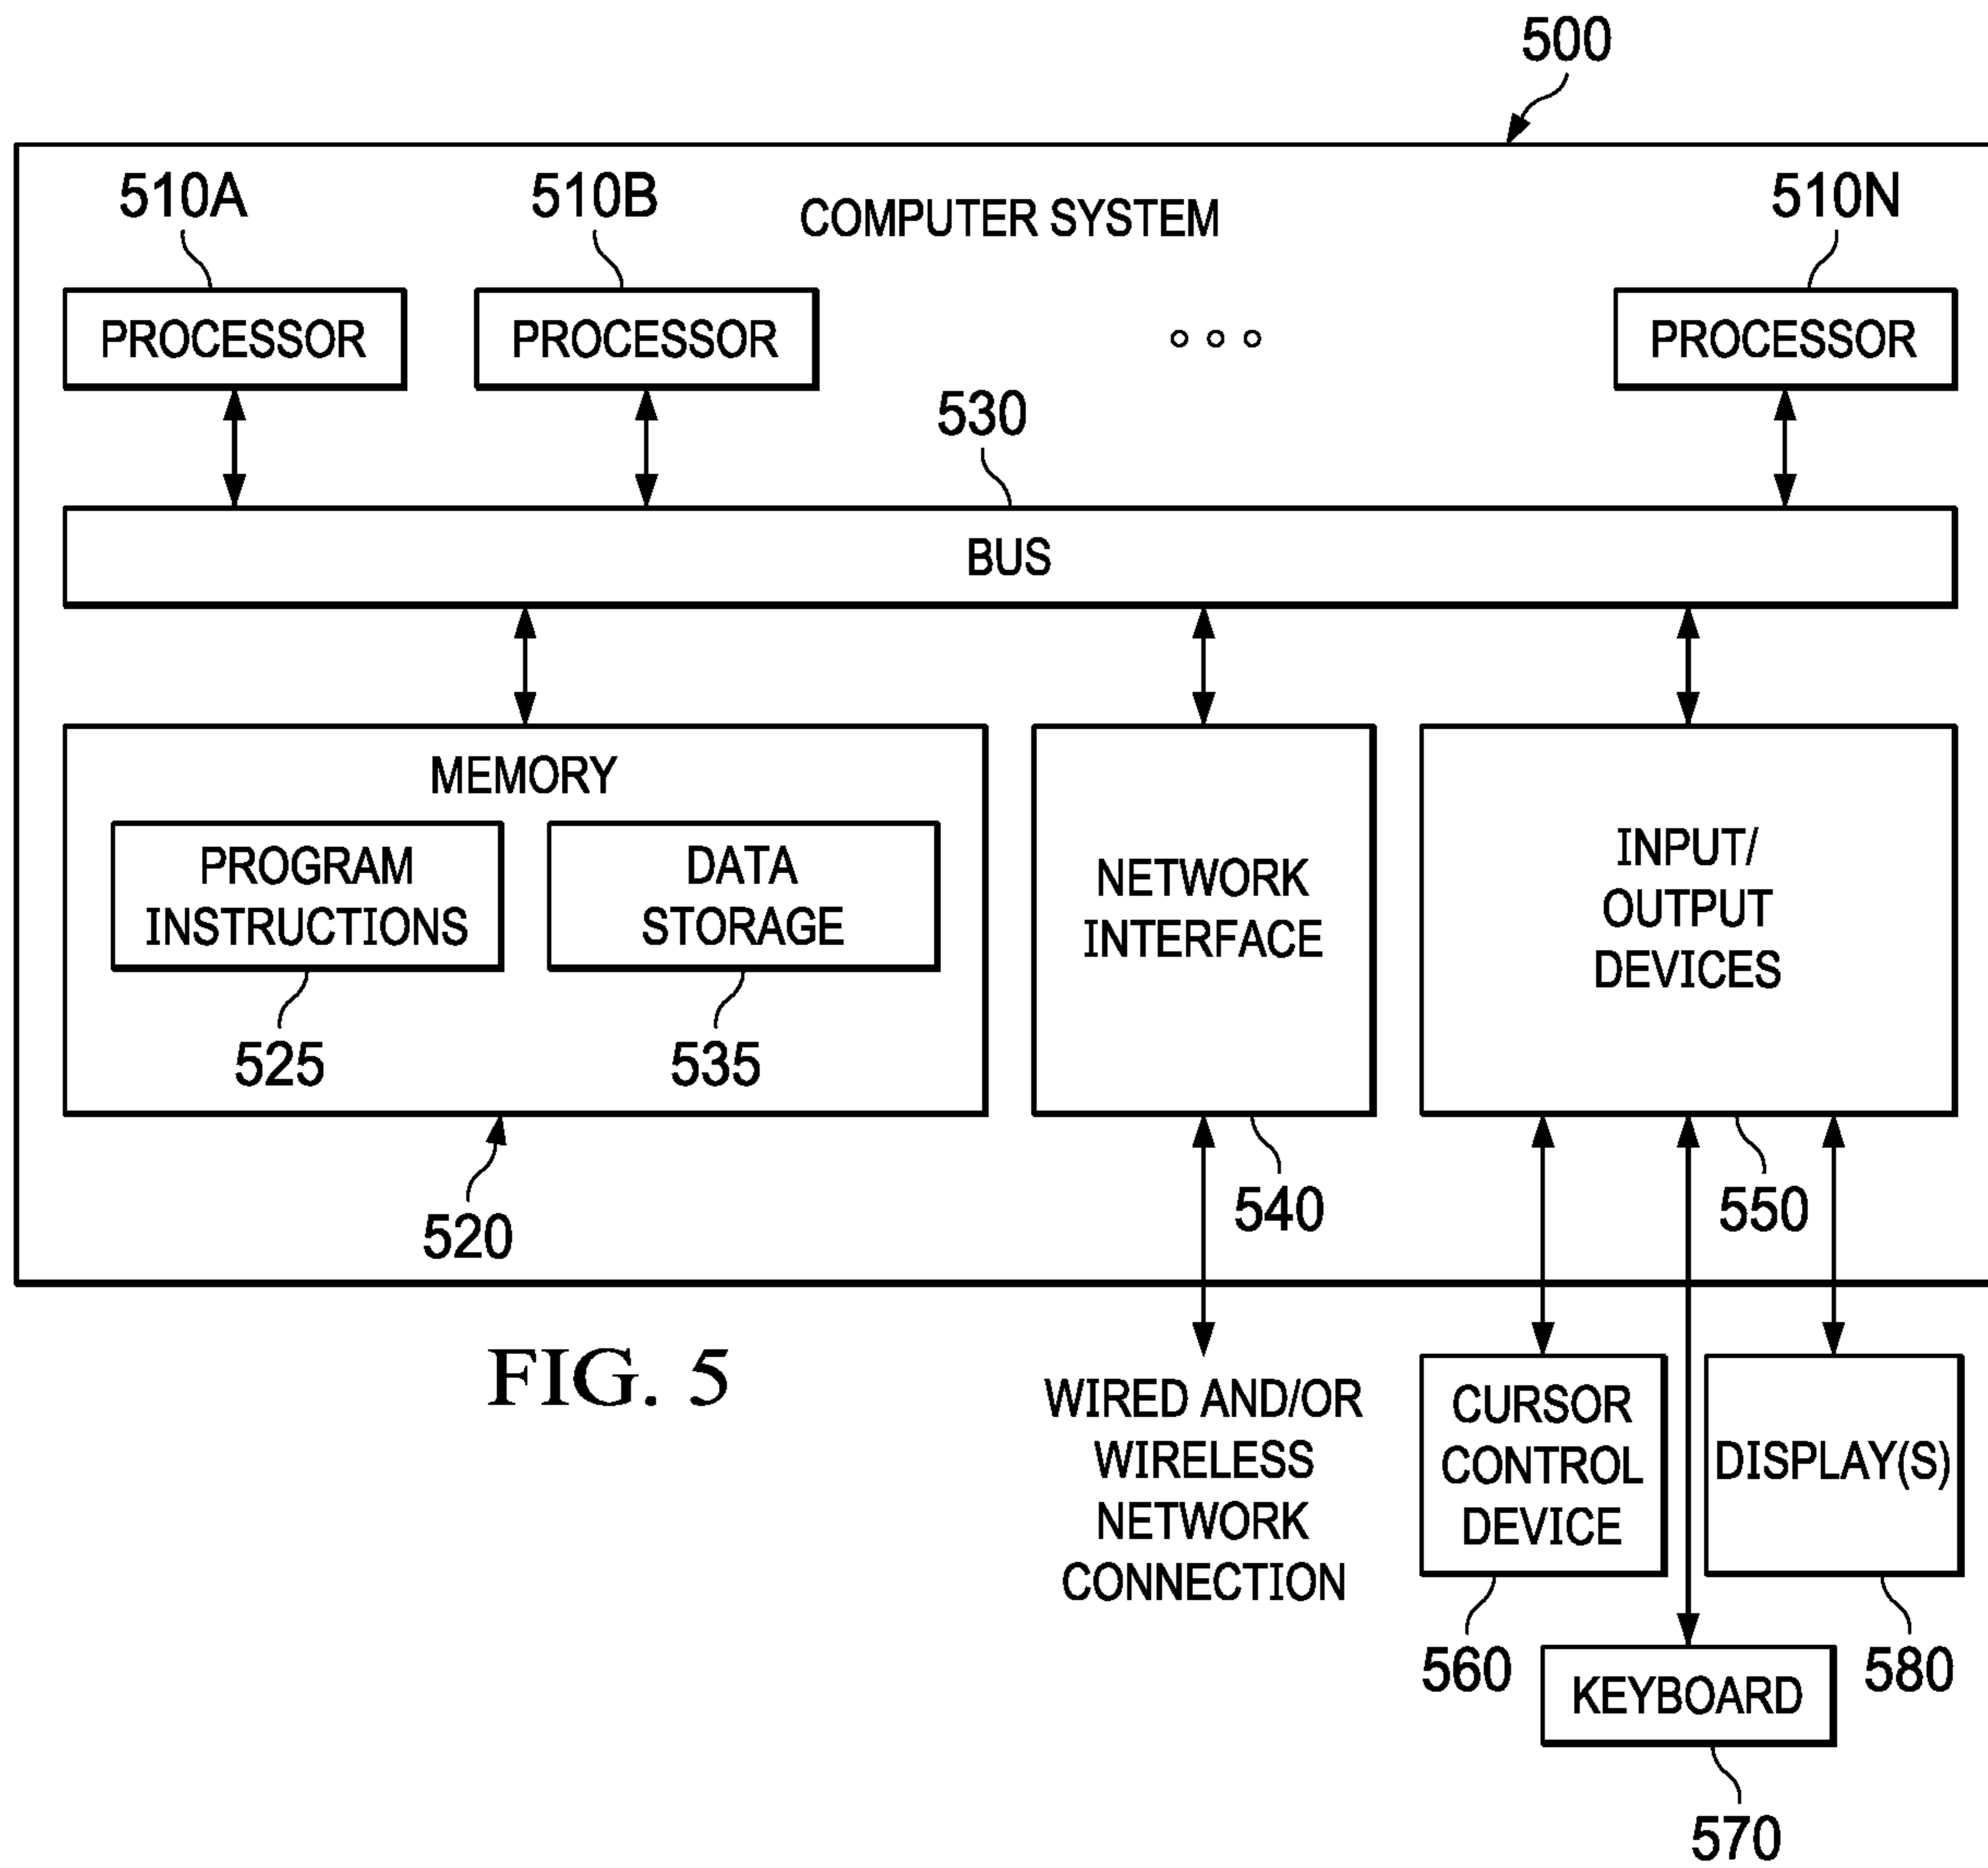 500
510A
510B
COMPUTER SYSTEM
510N
PROCESSOR
PROCESSOR
PROCESSOR
530
BUS
MEMORY
PROGRAM
INSTRUCTIONS
DATA
STORAGE
525
535
520
NETWORK
INTERFACE
540
INPUT/
OUTPUT
DEVICES
550
FIG. 5
WIRED AND/OR
WIRELESS
NETWORK
CONNECTION
CURSOR
CONTROL
DEVICE
560
DISPLAY(S)
580
KEYBOARD
570